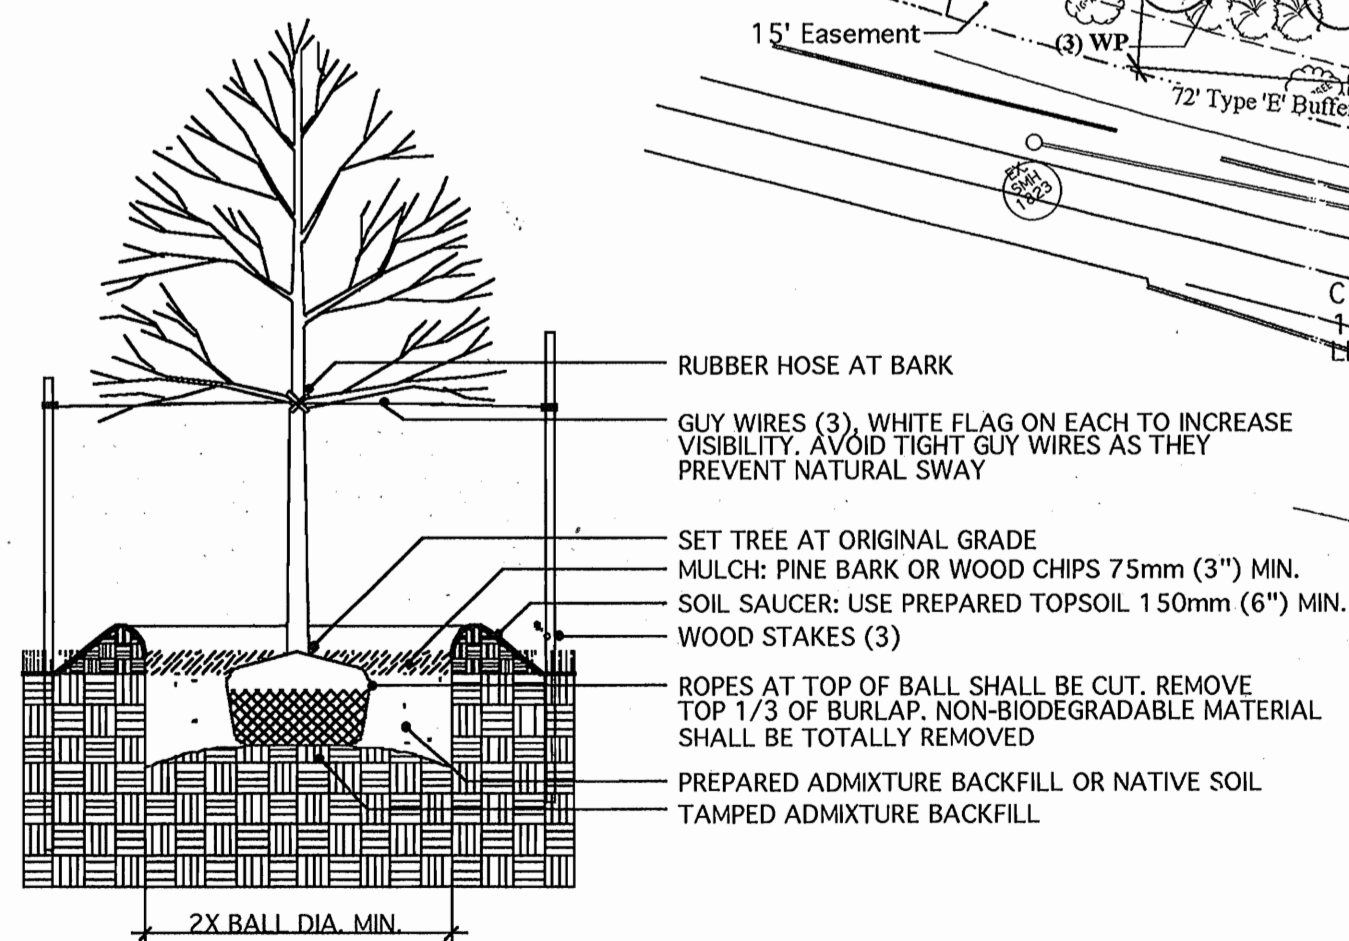 15' Easement
(3) WP
72' Type 'E' Buffe
EX.
SMH
1823
C
1
RUBBER HOSE AT BARK
GUY WIRES (3), WHITE FLAG ON EACH TO INCREASE
VISIBILITY. AVOID TIGHT GUY WIRES AS THEY
PREVENT NATURAL SWAY
SET TREE AT ORIGINAL GRADE
MULCH: PINE BARK OR WOOD CHIPS 75mm (3") MIN.
SOIL SAUCER: USE PREPARED TOPSOIL 150mm (6") MIN.
WOOD STAKES (3)
ROPES AT TOP OF BALL SHALL BE CUT. REMOVE
TOP 1/3 OF BURLAP. NON-BIODEGRADABLE MATERIAL
SHALL BE TOTALLY REMOVED
PREPARED ADMIXTURE BACKFILL OR NATIVE SOIL
TAMPED ADMIXTURE BACKFILL
2X BALL DIA. MIN.